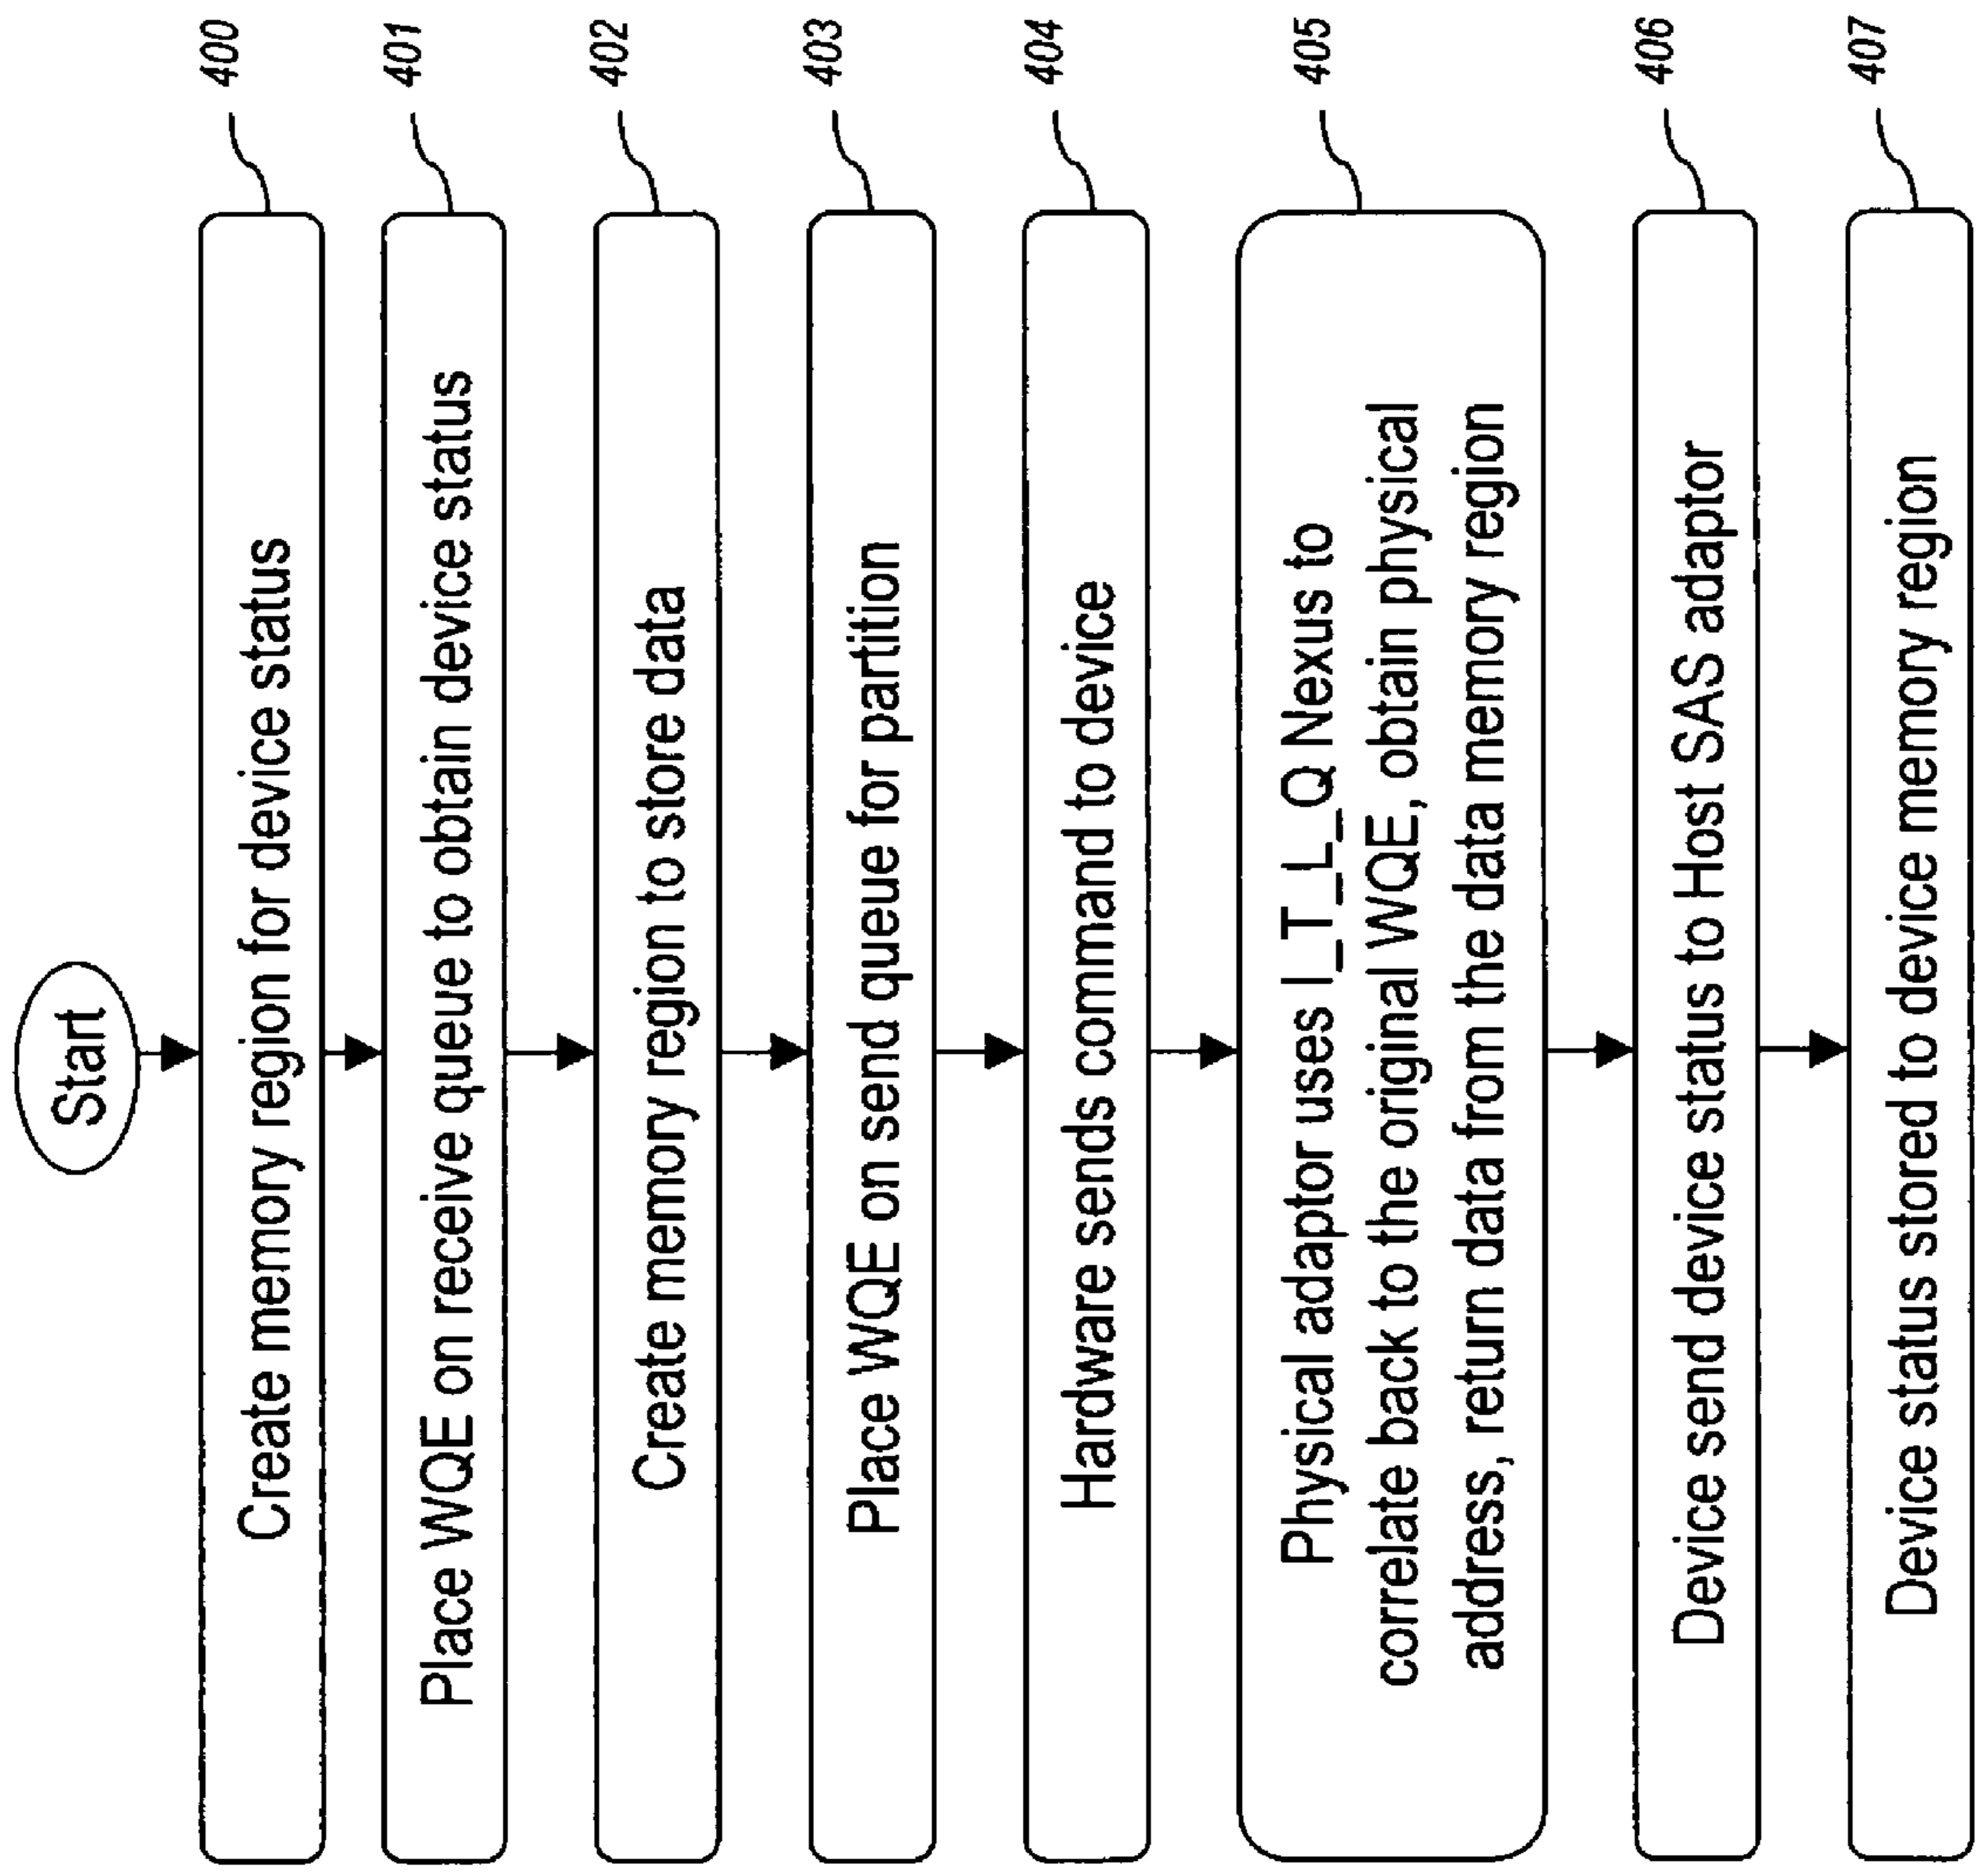 Start
400
Create memory region for device status
401
Place WQE on receive queue to obtain device status
402
Create memory region to store data
403
Place WQE on send queue for partition
404
Hardware sends command to device
405
Physical adaptor uses I_T_L_Q Nexus to
correlate back to the original WQE, obtain physical
address, return data from the data memory region
406
Device send device status to Host SAS adaptor
407
Device status stored to device memory region